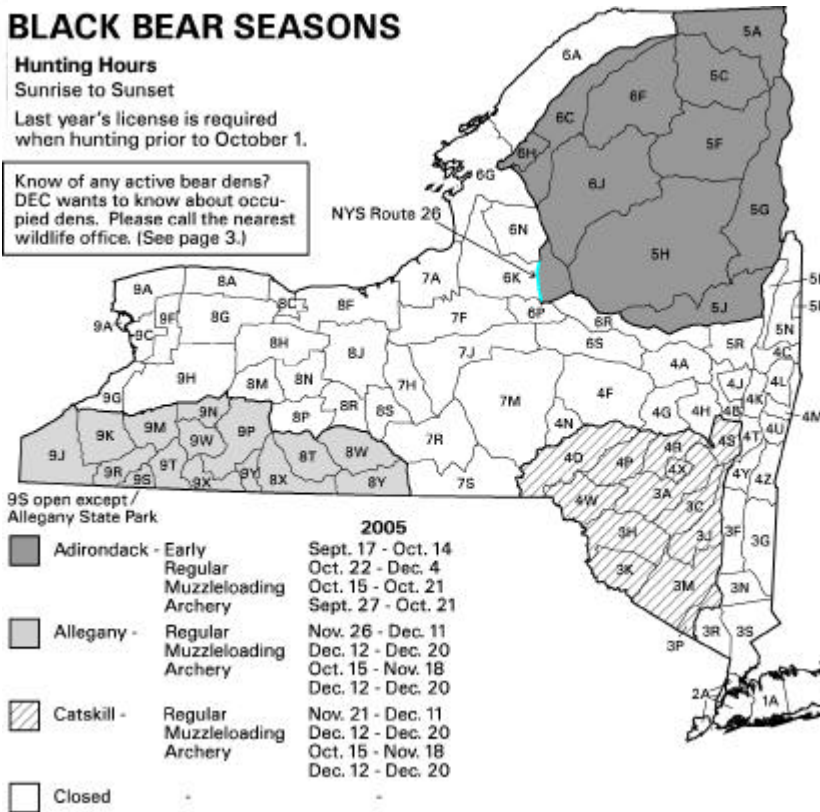 BLACK BEAR SEASONS
Hunting Hours
Sunrise to Sunset
Last year's license is required
when hunting prior to October 1.
Know of any active bear dens?
DEC wants to know about occu-
pied dens. Please call the nearest
wildlife office. (See page 3.)
NYS Route 26
5A
6A
5C
6F
6C
5F
6H
6G
6J
5G
6N
5H
9A
8A
7A
6K
9F
8C
8F
5J
9A
8G
7F
6P
6R
5N
9C
8H
8J
7J
6S
5R
4C
9H
8M
8N
7H
4A
4J
4L
9G
8R
8S
7M
4F
4K
8P
4G
4H
4B
4M
9N
4N
9K
9M
9P
7R
4R
4S
4T
4U
9J
9W
8W
4O
4P
4X
9R
9T
8T
7S
4Y
4Z
9S
9X
9Y
8X
8Y
4W
3A
3C
9S open except
Allegany State Park
3H
3J
3F
3G
3K
3M
3N
3R
3S
3P
2A
1A
2005
Adirondack - Early Sept. 17 - Oct. 14
Regular Oct. 22 - Dec. 4
Muzzleloading Oct. 15 - Oct. 21
Archery Sept. 27 - Oct. 21
Allegany - Regular Nov. 26 - Dec. 11
Muzzleloading Dec. 12 - Dec. 20
Archery Oct. 15 - Nov. 18
Dec. 12 - Dec. 20
Catskill - Regular Nov. 21 - Dec. 11
Muzzleloading Dec. 12 - Dec. 20
Archery Oct. 15 - Nov. 18
Dec. 12 - Dec. 20
Closed - -